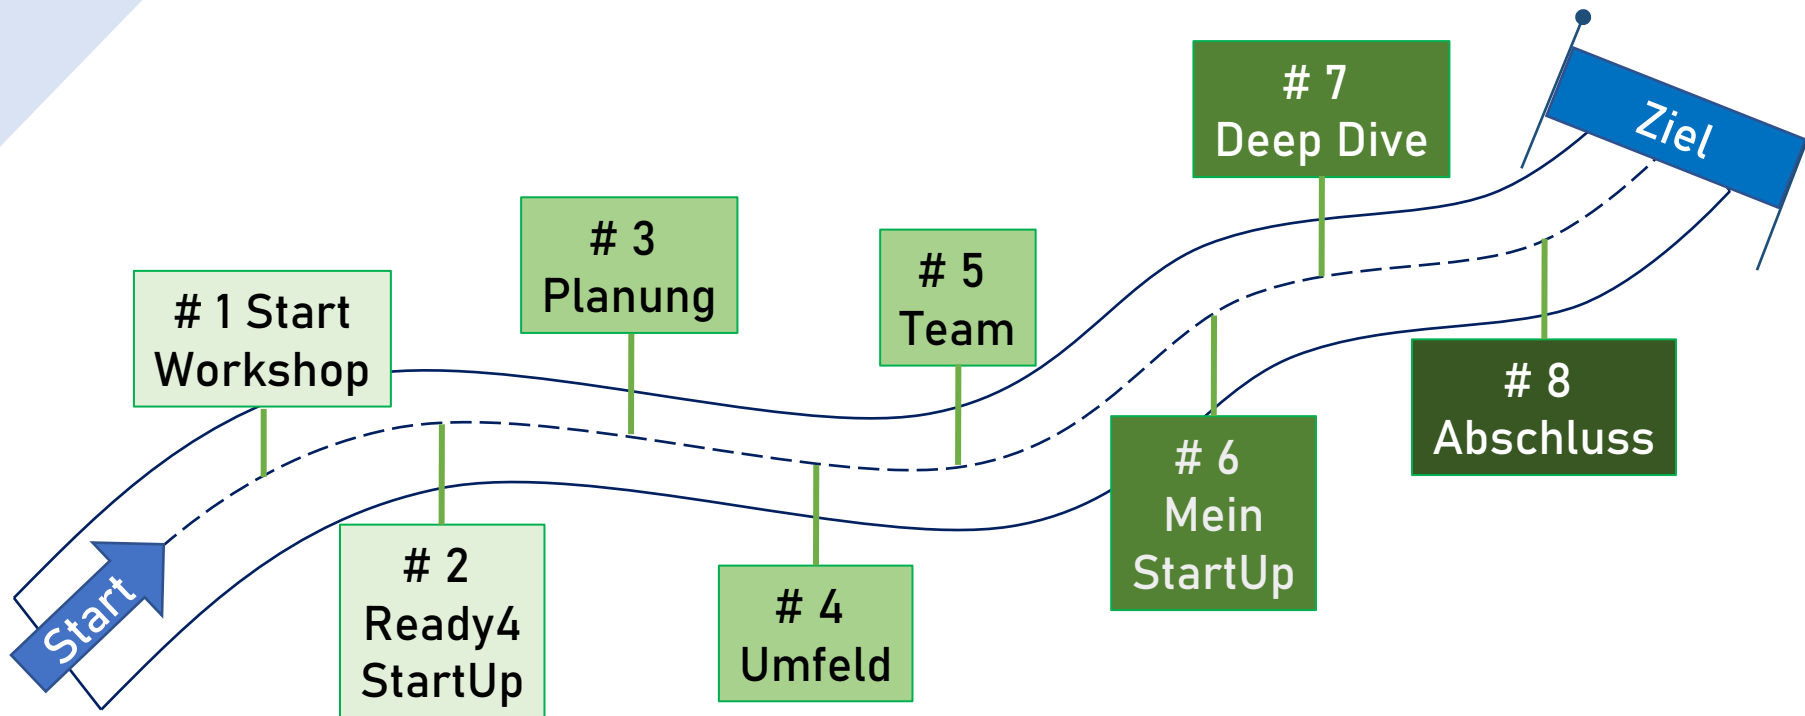 Start
# 1 Start
Workshop
# 2
Ready4
StartUp
# 3
Planung
# 4
Umfeld
# 5
Team
# 6
Mein
StartUp
# 7
Deep Dive
# 8
Abschluss
Ziel